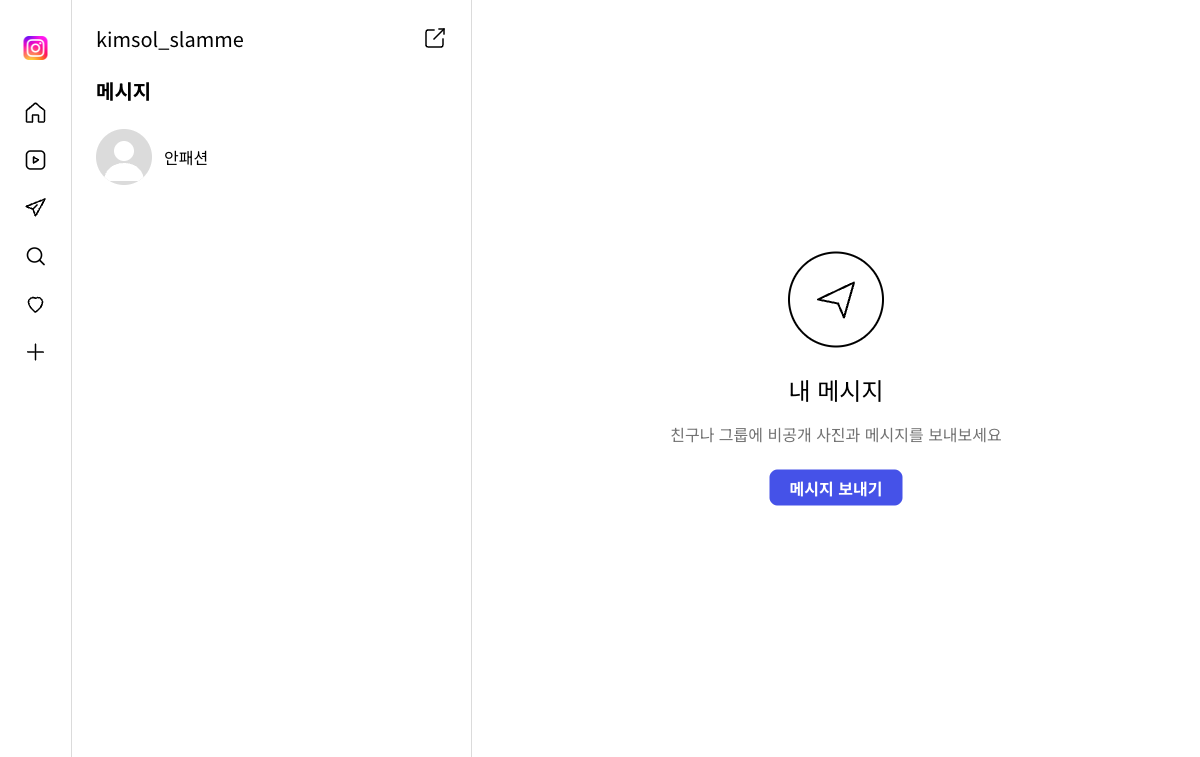 kimsol_slamme
메시지
안패션
내 메시지
친구나 그룹에 비공개 사진과 메시지를 보내보세요
메시지 보내기